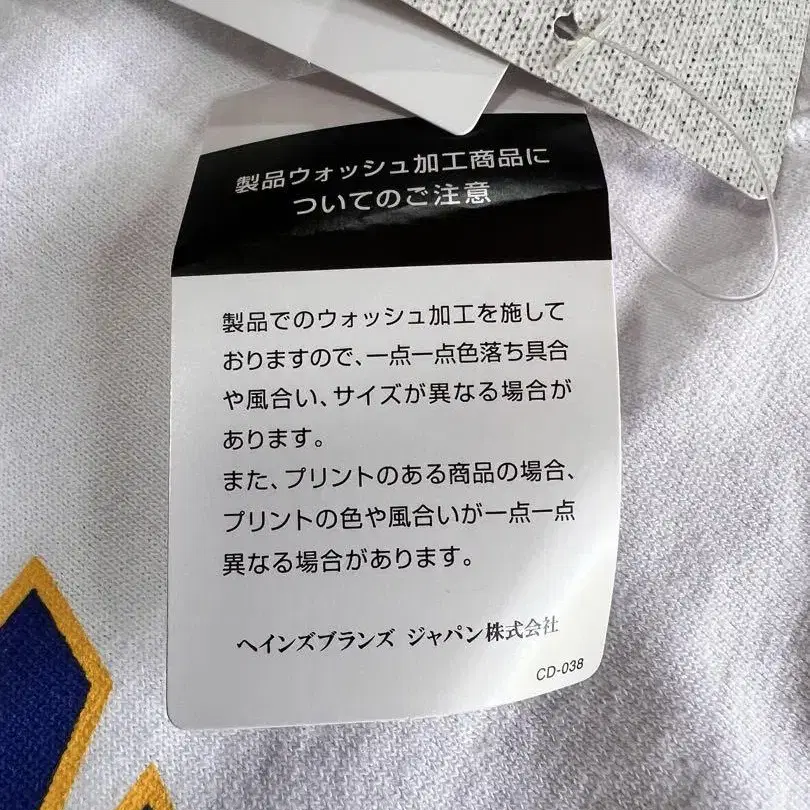 製品ウォッシュ加工商品に
ついてのご注意
製品でのウォッシュ加工を施して
おりますので、一点一点色落ち具合
や風合い、サイズが異なる場合が
あります。
また、プリントのある商品の場合、
プリントの色や風合いが一点一点
異なる場合があります。
ヘインズブランズ ジャパン株式会社
CD-038